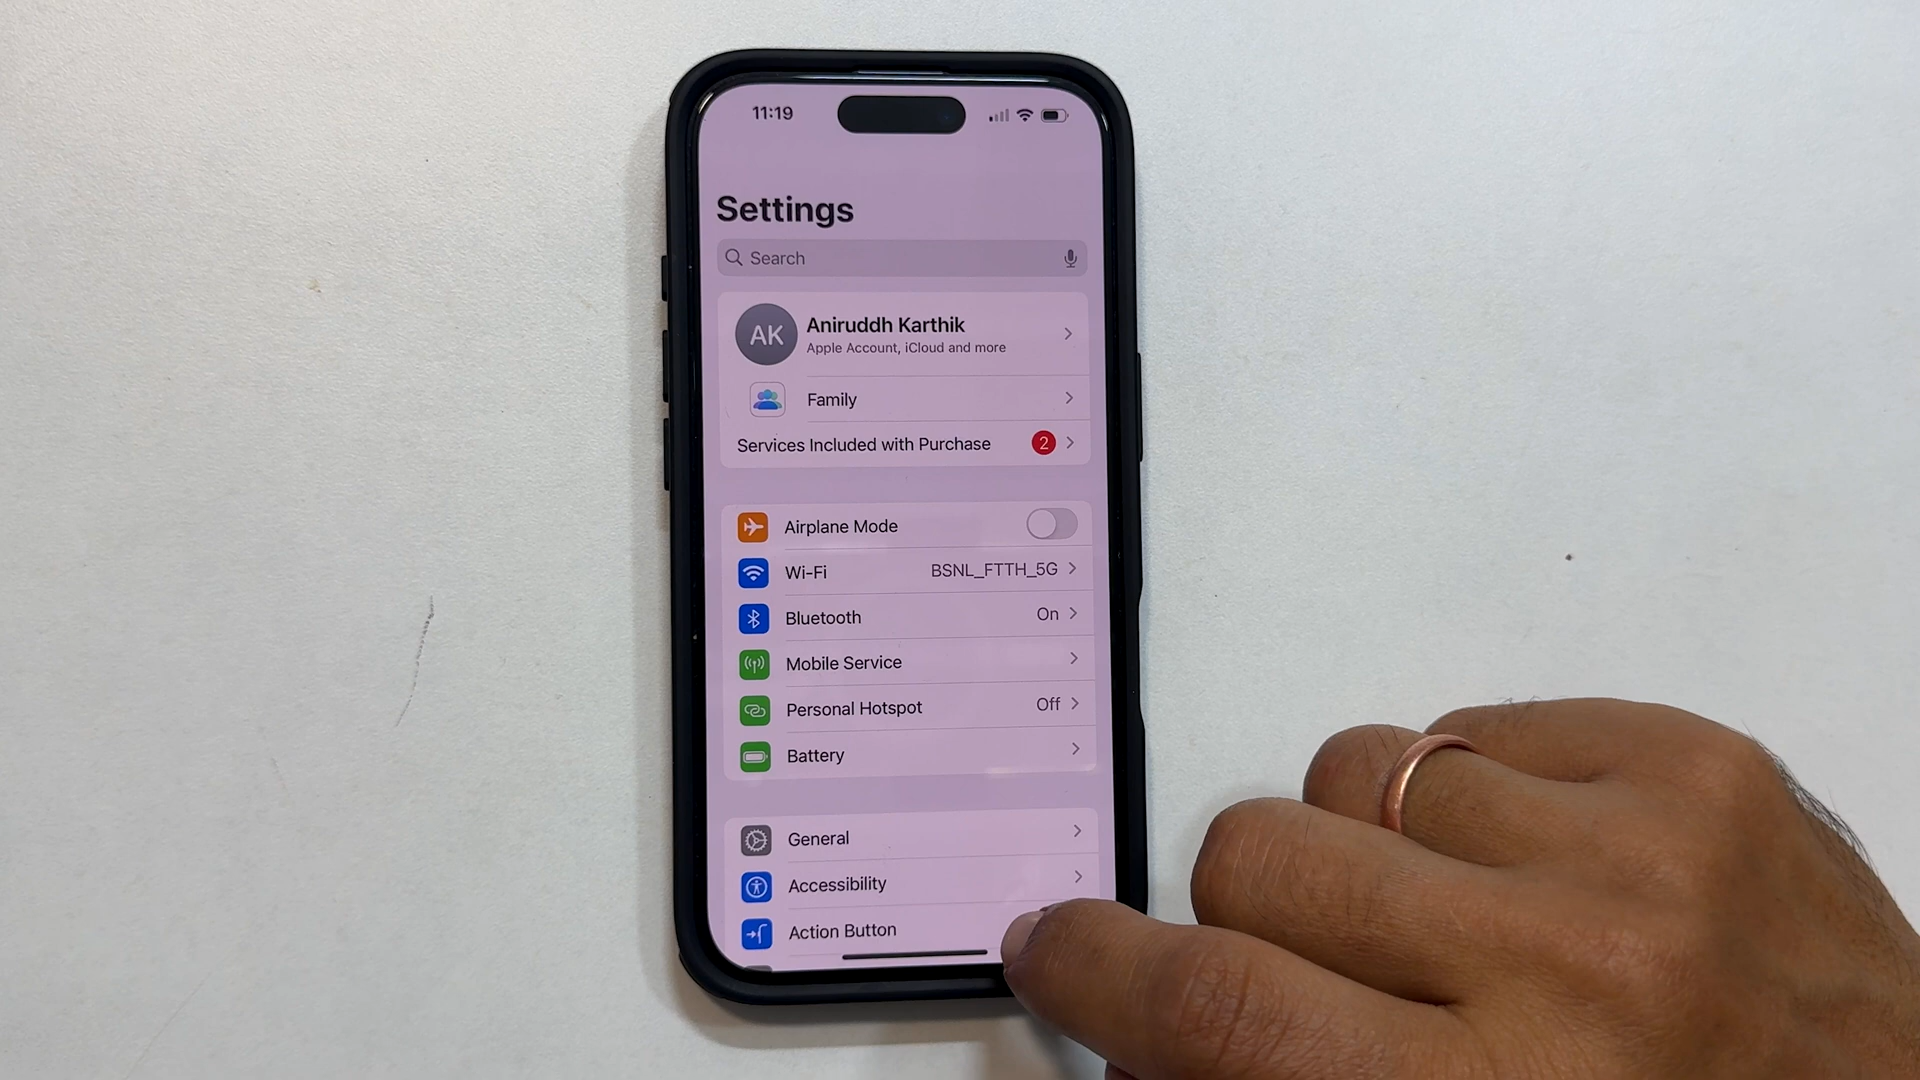 11:19
Settings
Search
AK
Aniruddh Karthik
Apple Account, iCloud and more
Family
Services Included with Purchase 2
Airplane Mode
Wi-Fi BSNL_FTTH_5G
Bluetooth On
Mobile Service
Personal Hotspot Off
Battery
General
Accessibility
Action Button